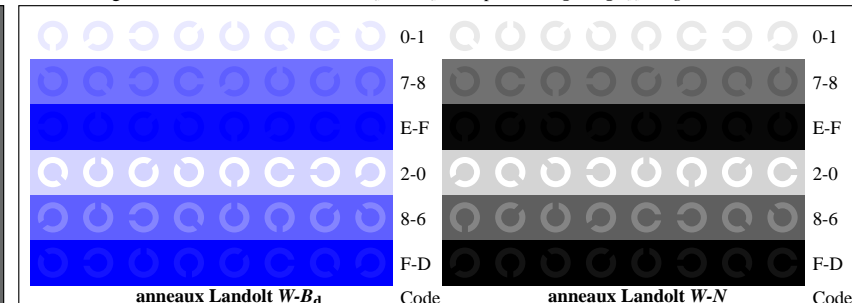 0-1 0-1
7-8 7-8
E-F E-F
2-0 2-0
8-6 8-6
F-D F-D
anneaux Landolt W-Bd Code anneaux Landolt W-N Code